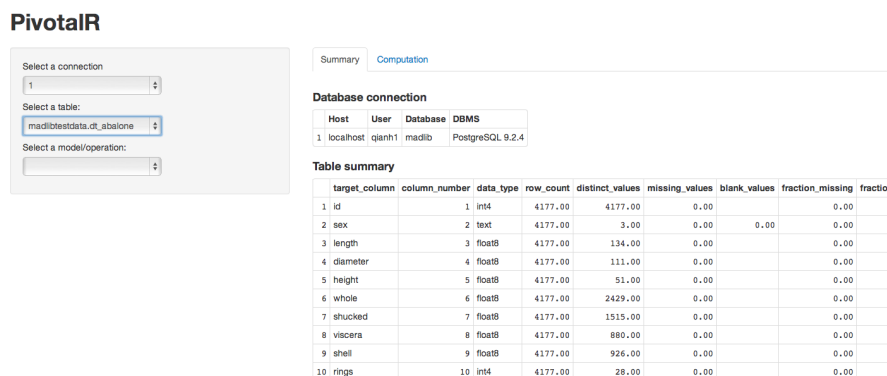 PivotalR
Select a connection
1
Select a table:
madlibtestdata.dt_abalone
Select a model/operation:
Summary Computation
Database connection
Host User Database DBMS
1 localhost qianh1 madlib PostgreSQL 9.2.4
Table summary
target_column column_number data_type row_count distinct_values missing_values blank_values fraction_missing fractio
1 id 1 int4 4177.00 4177.00 0.00 0.00
2 sex 2 text 4177.00 3.00 0.00 0.00 0.00
3 length 3 float8 4177.00 134.00 0.00 0.00
4 diameter 4 float8 4177.00 111.00 0.00 0.00
5 height 5 float8 4177.00 51.00 0.00 0.00
6 whole 6 float8 4177.00 2429.00 0.00 0.00
7 shucked 7 float8 4177.00 1515.00 0.00 0.00
8 viscera 8 float8 4177.00 880.00 0.00 0.00
9 shell 9 float8 4177.00 926.00 0.00 0.00
10 rings 10 int4 4177.00 28.00 0.00 0.00